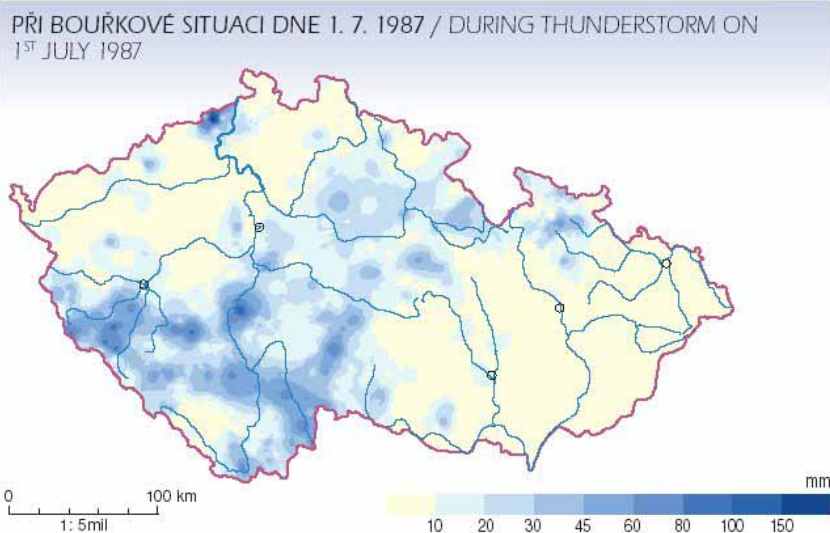 PŘI BOUŘKOVÉ SITUACI DNE 1. 7. 1987 / DURING THUNDERSTORM ON
1ST JULY 1987
mm
0 100 km
1: 5mil
10 20 30 45 60 80 100 150